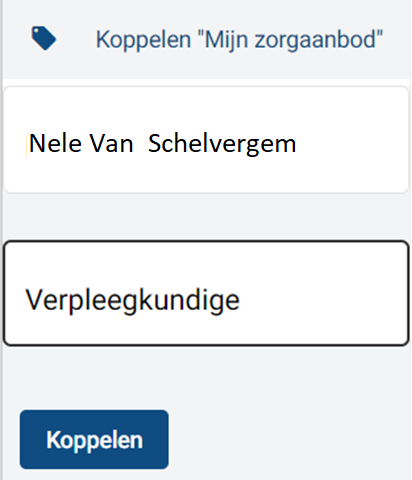 Koppelen "Mijn zorgaanbod"
Nele Van Schelvergem
Verpleegkundige
Koppelen